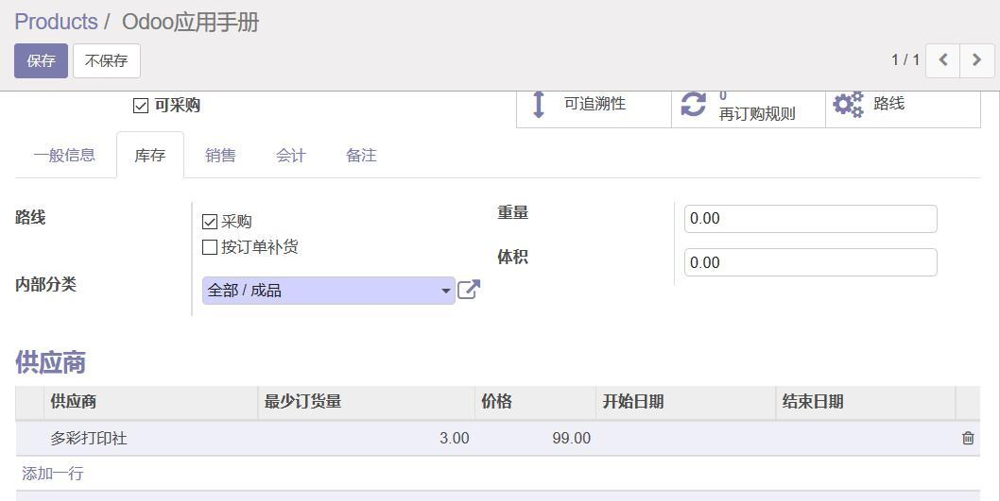 Products / Odoo应用手册
保存 不保存 1 / 1
可采购 可追溯性 0 再订购规则 路线
一般信息 库存 销售 会计 备注
路线 采购 重量 0.00
按订单补货
体积 0.00
内部分类 全部 / 成品
供应商
供应商 最少订货量 价格 开始日期 结束日期
多彩打印社 3.00 99.00
添加一行